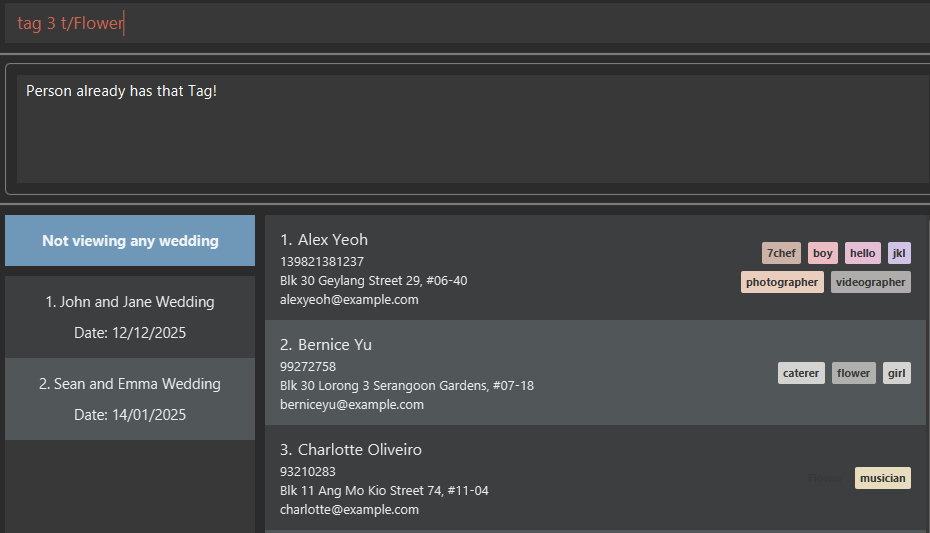 tag 3 t/Flower
Person already has that Tag!
Not viewing any wedding
1. John and Jane Wedding
Date: 12/12/2025
2. Sean and Emma Wedding
Date: 14/01/2025
1. Alex Yeoh
139821381237
Blk 30 Geylang Street 29, #06-40
alexyeoh@example.com
7chef boy hello jkl
photographer videographer
2. Bernice Yu
99272758
Blk 30 Lorong 3 Serangoon Gardens, #07-18
berniceyu@example.com
caterer flower girl
3. Charlotte Oliveiro
93210283
Blk 11 Ang Mo Kio Street 74, #11-04
charlotte@example.com
musician